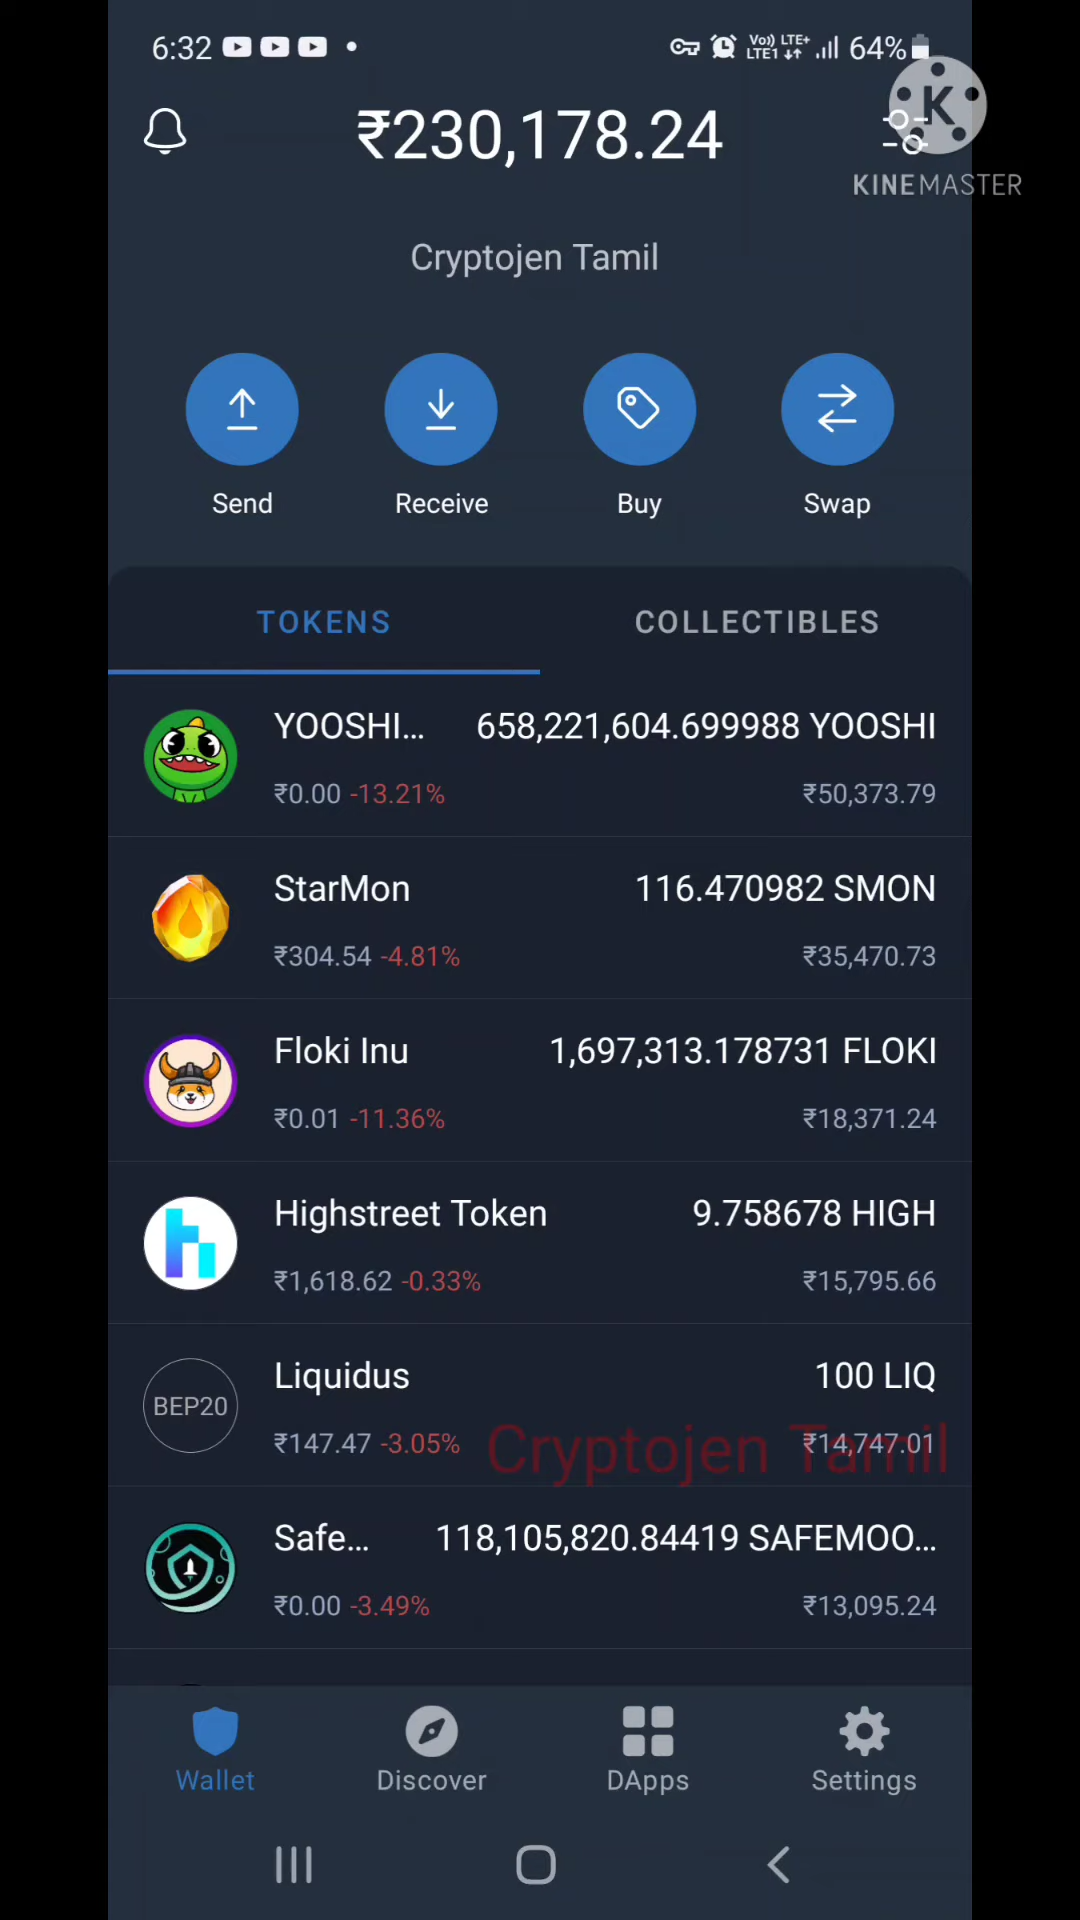 6:32 Vo)) LTE+ LTE1 64%
₹230,178.24
K
KINEMASTER
Cryptojen Tamil
Send Receive Buy Swap
TOKENS COLLECTIBLES
YOOSHI... 658,221,604.699988 YOOSHI
₹0.00 -13.21% ₹50,373.79
StarMon 116.470982 SMON
₹304.54 -4.81% ₹35,470.73
Floki Inu 1,697,313.178731 FLOKI
₹0.01 -11.36% ₹18,371.24
Highstreet Token 9.758678 HIGH
₹1,618.62 -0.33% ₹15,795.66
Liquidus 100 LIQ
BEP20
₹147.47 -3.05% ₹14,747.01
Cryptojen Tamil
Safe... 118,105,820.84419 SAFEMOO...
₹0.00 -3.49% ₹13,095.24
Wallet Discover DApps Settings